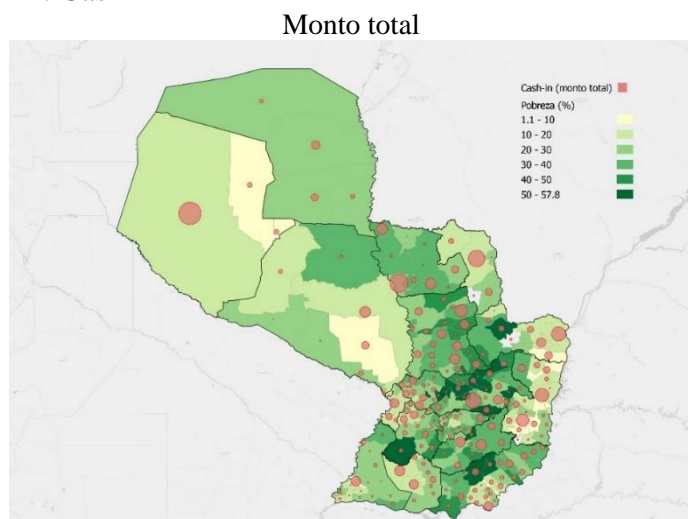 Monto total
Cash-in (monto total)
Pobreza (%)
1.1 - 10
10 - 20
20 - 30
30 - 40
40 - 50
50 - 57.8